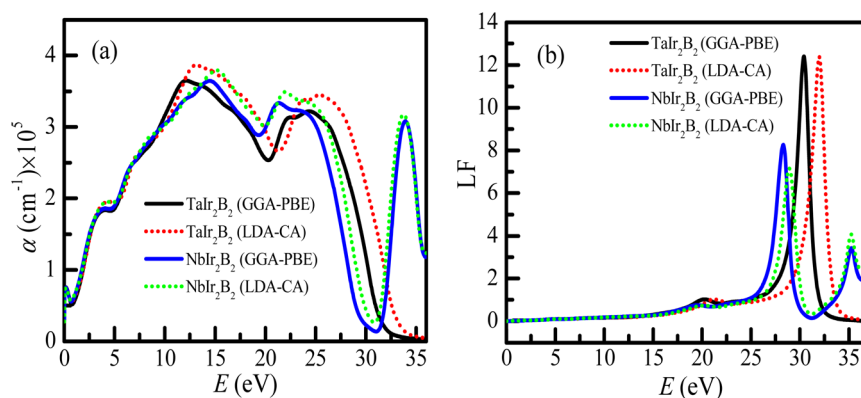 (a)
α (cm⁻¹)×10⁵
4
3
2
1
0
TaIr₂B₂ (GGA-PBE)
TaIr₂B₂ (LDA-CA)
NbIr₂B₂ (GGA-PBE)
NbIr₂B₂ (LDA-CA)
0 5 10 15 20 25 30 35
E (eV)
(b)
LF
14
12
10
8
6
4
2
0
TaIr₂B₂ (GGA-PBE)
TaIr₂B₂ (LDA-CA)
NbIr₂B₂ (GGA-PBE)
NbIr₂B₂ (LDA-CA)
0 5 10 15 20 25 30 35
E (eV)